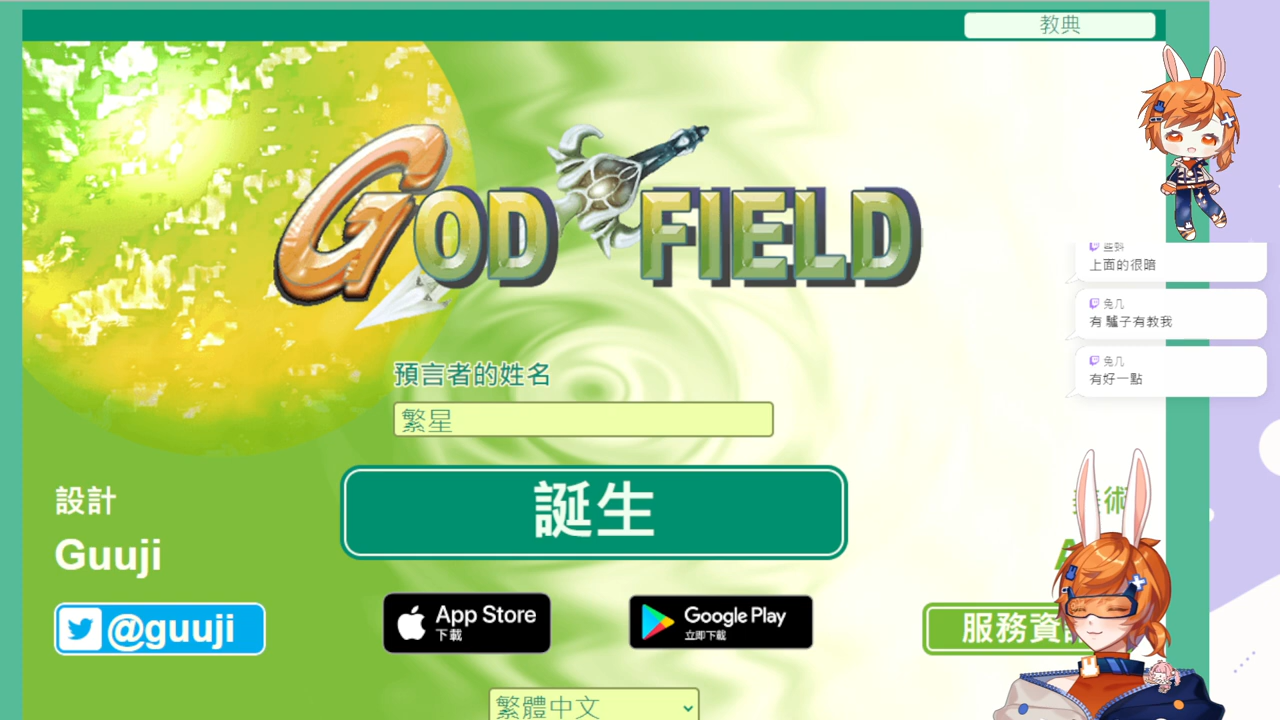 教典
GOD FIELD
上面的很暗
兔几
有 驢子有教我
兔几
有好一點
預言者的姓名
繁星
誕生
設計
Guuji
@guuji
App Store
下載
Google Play
立即下載
術
服務資
繁體中文